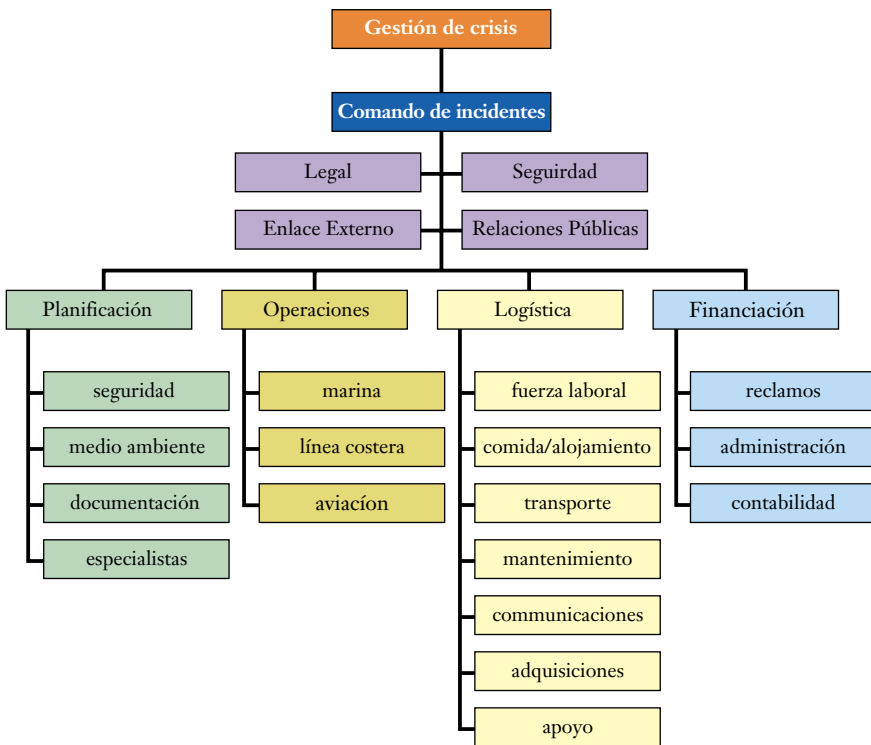 Gestión de crisis
Comando de incidentes
Legal
Seguirdad
Enlace Externo
Relaciones Públicas
Planificación
Operaciones
Logística
Financiación
seguridad
medio ambiente
documentación
especialistas
marina
línea costera
aviacíon
fuerza laboral
comida/alojamiento
transporte
mantenimiento
communicaciones
adquisiciones
apoyo
reclamos
administración
contabilidad